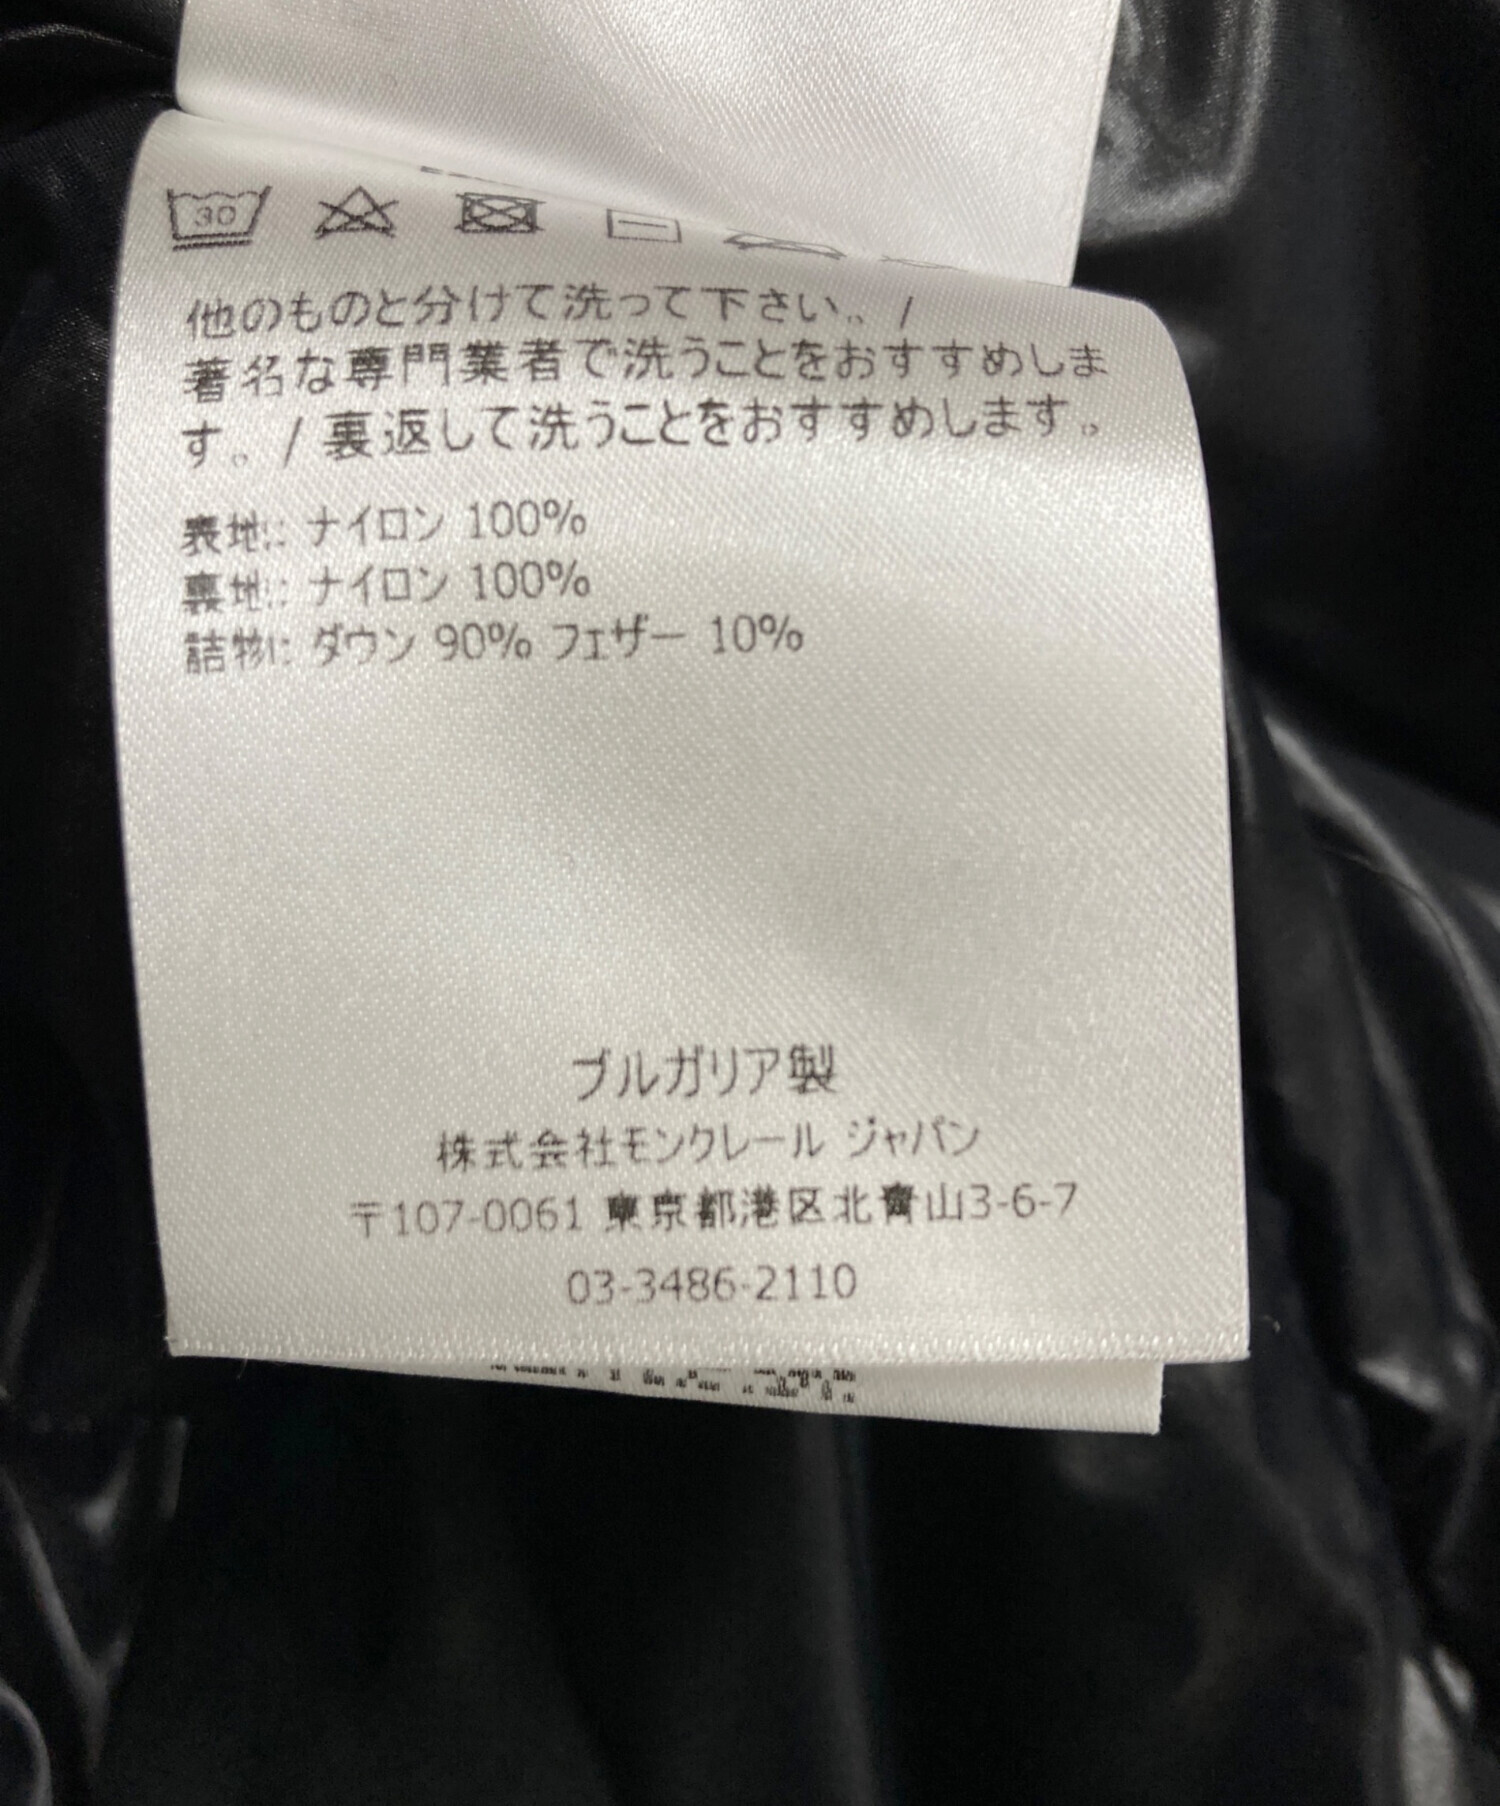 30
他のものと分けて洗って下さい。/
著名な専門業者で洗うことをおすすめしま
す。/ 裏返して洗うことをおすすめします。
表地:: ナイロン 100%
裏地:: ナイロン 100%
詰物: ダウン 90% フェザー 10%
ブルガリア製
株式会社モンクレール ジャパン
〒107-0061 東京都港区北青山3-6-7
03-3486-2110